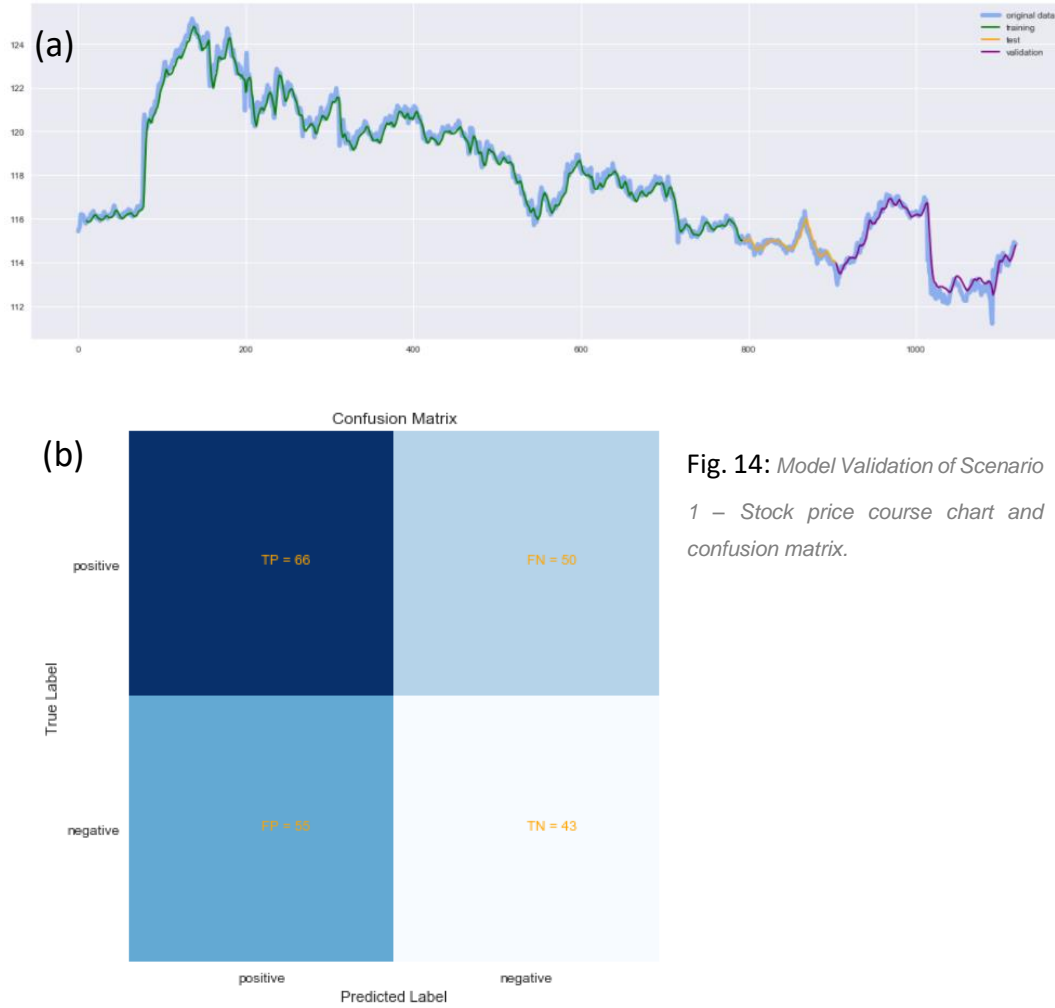 (a)
original data
training
test
validation
124
122
120
118
116
114
112
0 200 400 600 800 1000
Confusion Matrix
(b)
TP = 66 FN = 50
positive
True Label
FP = 55 TN = 43
negative
positive negative
Predicted Label
Fig. 14: Model Validation of Scenario
1 – Stock price course chart and
confusion matrix.